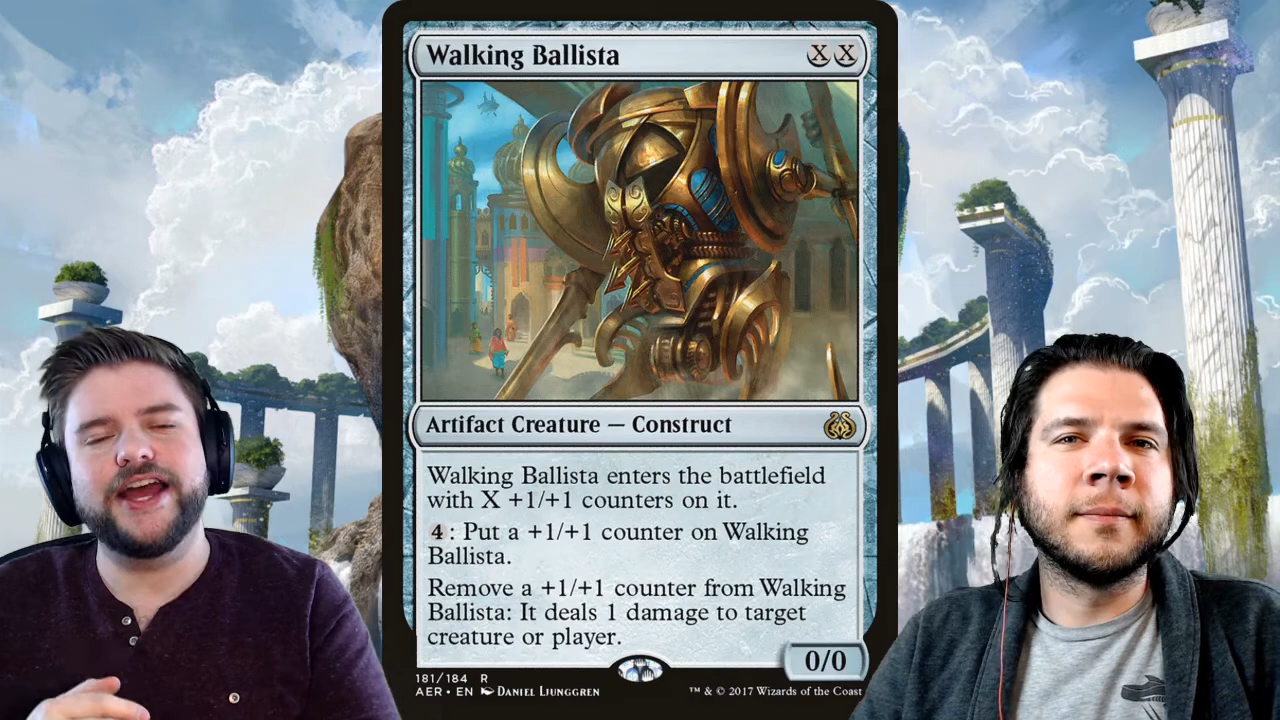 Walking Ballista XX
Artifact Creature — Construct
Walking Ballista enters the battlefield
with X +1/+1 counters on it.
4: Put a +1/+1 counter on Walking
Ballista.
Remove a +1/+1 counter from Walking
Ballista: It deals 1 damage to target
creature or player.
0/0
181/184 R
AER • EN DANIEL LJUNGGREN
™ & © 2017 Wizards of the Coast